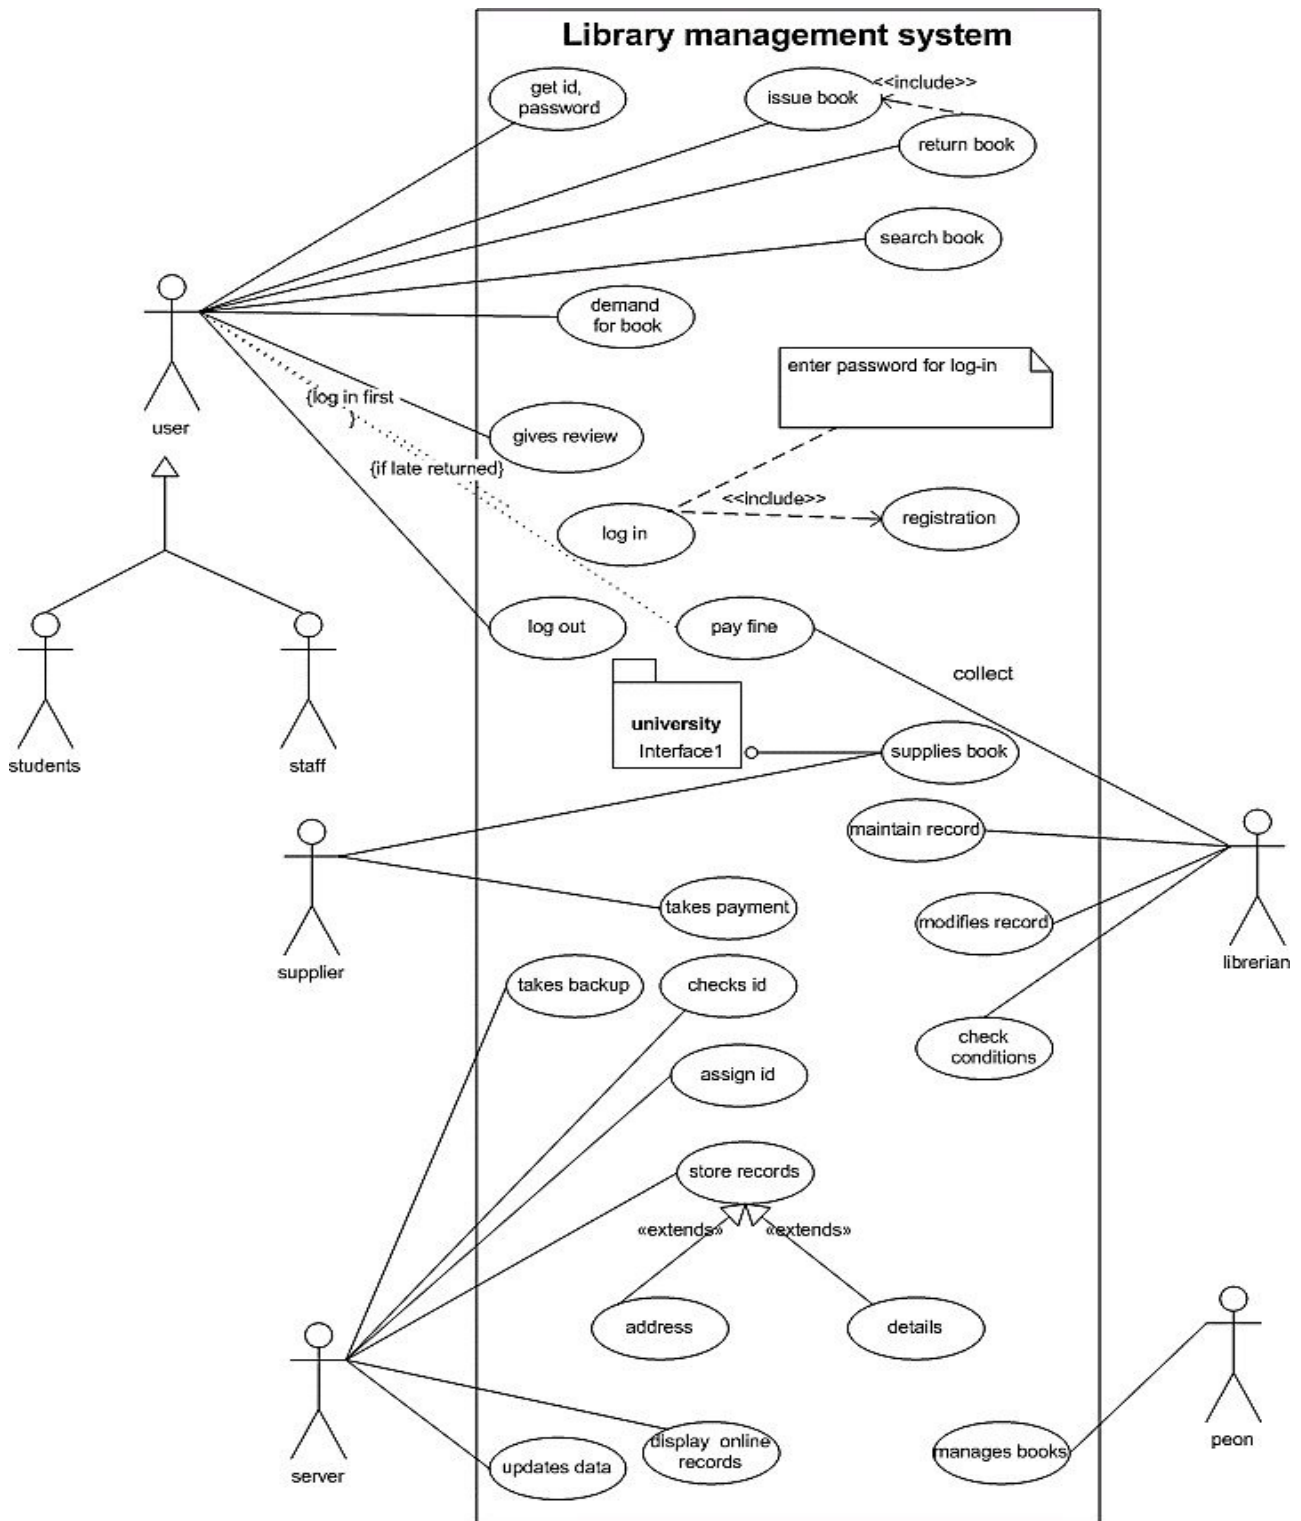 Library management system
get id,
password
issue book
<<include>>
return book
search book
demand
for book
enter password for log-in
{log in first
}
user
gives review
{if late returned}
<<include>>
log in
registration
log out
pay fine
collect
university
Interface1
supplies book
students
staff
maintain record
takes payment
modifies record
supplier
librerian
takes backup
checks id
check
conditions
assign id
store records
«extends»
«extends»
address
details
display online
records
manages books
peon
server
updates data